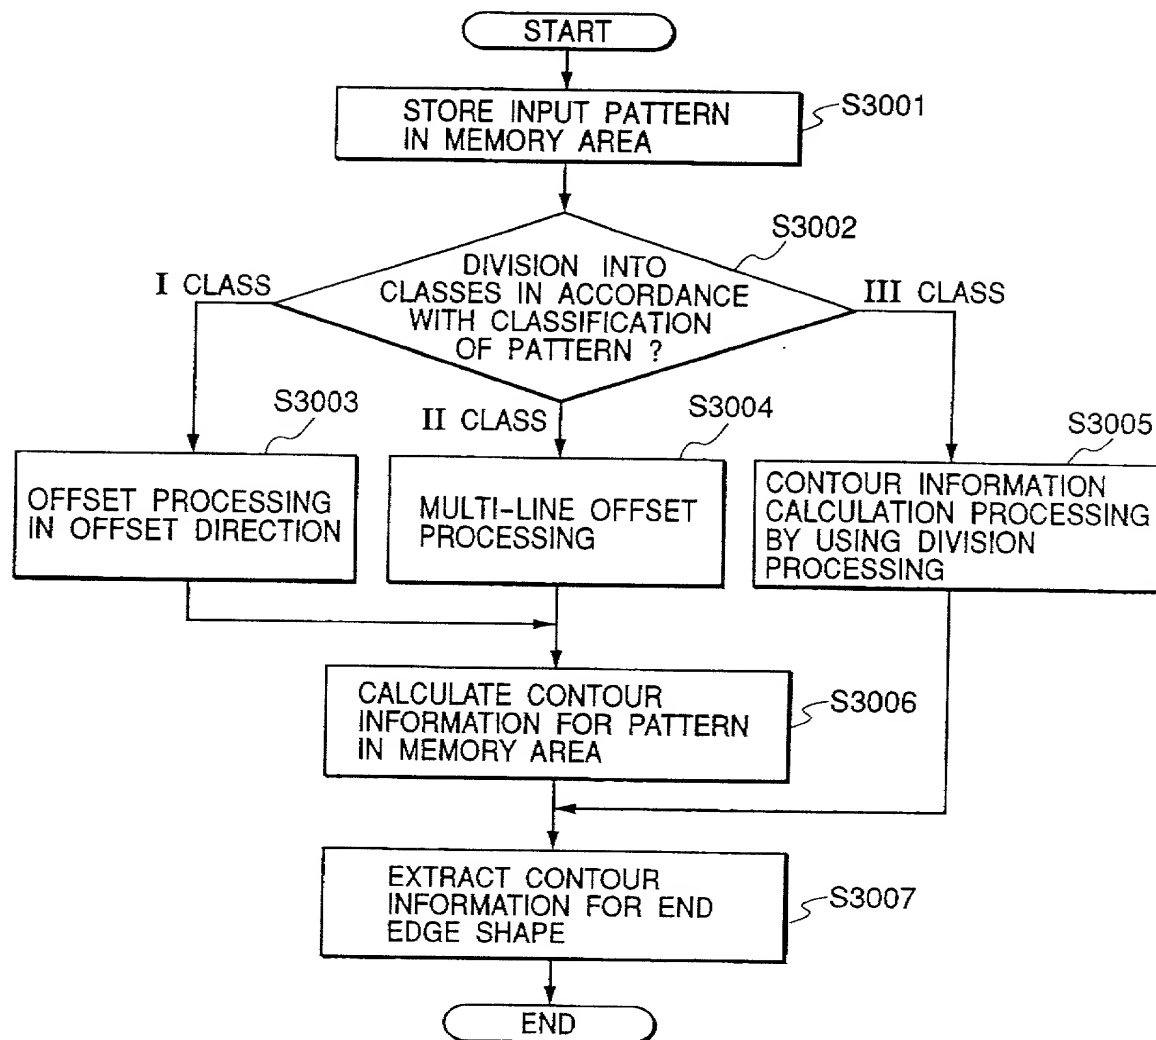 START
STORE INPUT PATTERN
IN MEMORY AREA
S3001
S3002
DIVISION INTO
CLASSES IN ACCORDANCE
WITH CLASSIFICATION
OF PATTERN ?
I CLASS
III CLASS
II CLASS
S3003
OFFSET PROCESSING
IN OFFSET DIRECTION
S3004
MULTI-LINE OFFSET
PROCESSING
S3005
CONTOUR INFORMATION
CALCULATION PROCESSING
BY USING DIVISION
PROCESSING
CALCULATE CONTOUR
INFORMATION FOR PATTERN
IN MEMORY AREA
S3006
EXTRACT CONTOUR
INFORMATION FOR END
EDGE SHAPE
S3007
END